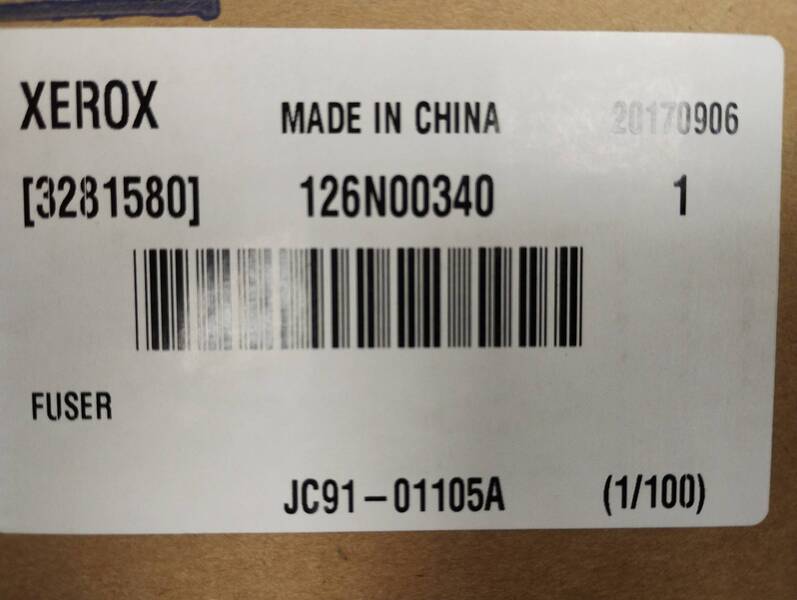 XEROX MADE IN CHINA 20170906
[3281580] 126N00340 1
FUSER
JC91-01105A (1/100)